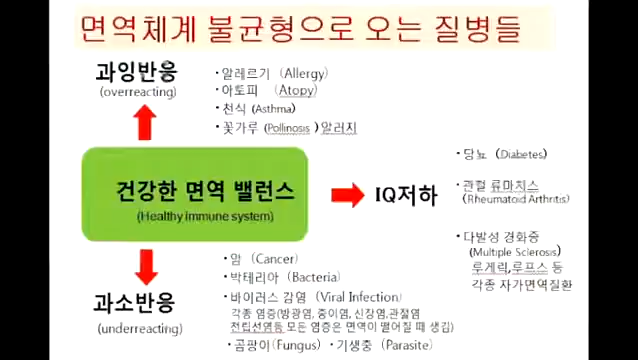 면역체계 불균형으로 오는 질병들
과잉반응
(overreacting)
· 알레르기 (Allergy)
· 아토피 (Atopy)
· 천식 (Asthma)
· 꽃가루 (Pollinosis) 알러지
건강한 면역 밸런스
(Healthy immune system)
IQ저하
· 당뇨 (Diabetes)
· 관절 류마치스
(Rheumatoid Arthritis)
· 다발성 경화증
(Multiple Sclerosis)
루게릭,루프스 등
각종 자가면역질환
과소반응
(underreacting)
· 암 (Cancer)
· 박테리아 (Bacteria)
· 바이러스 감염 (Viral Infection)
각종 염증(방광염, 중이염, 신장염,관절염
전립선염등 모든 염증은 면역이 떨어질 때 생김)
· 곰팡이(Fungus) · 기생충 (Parasite)